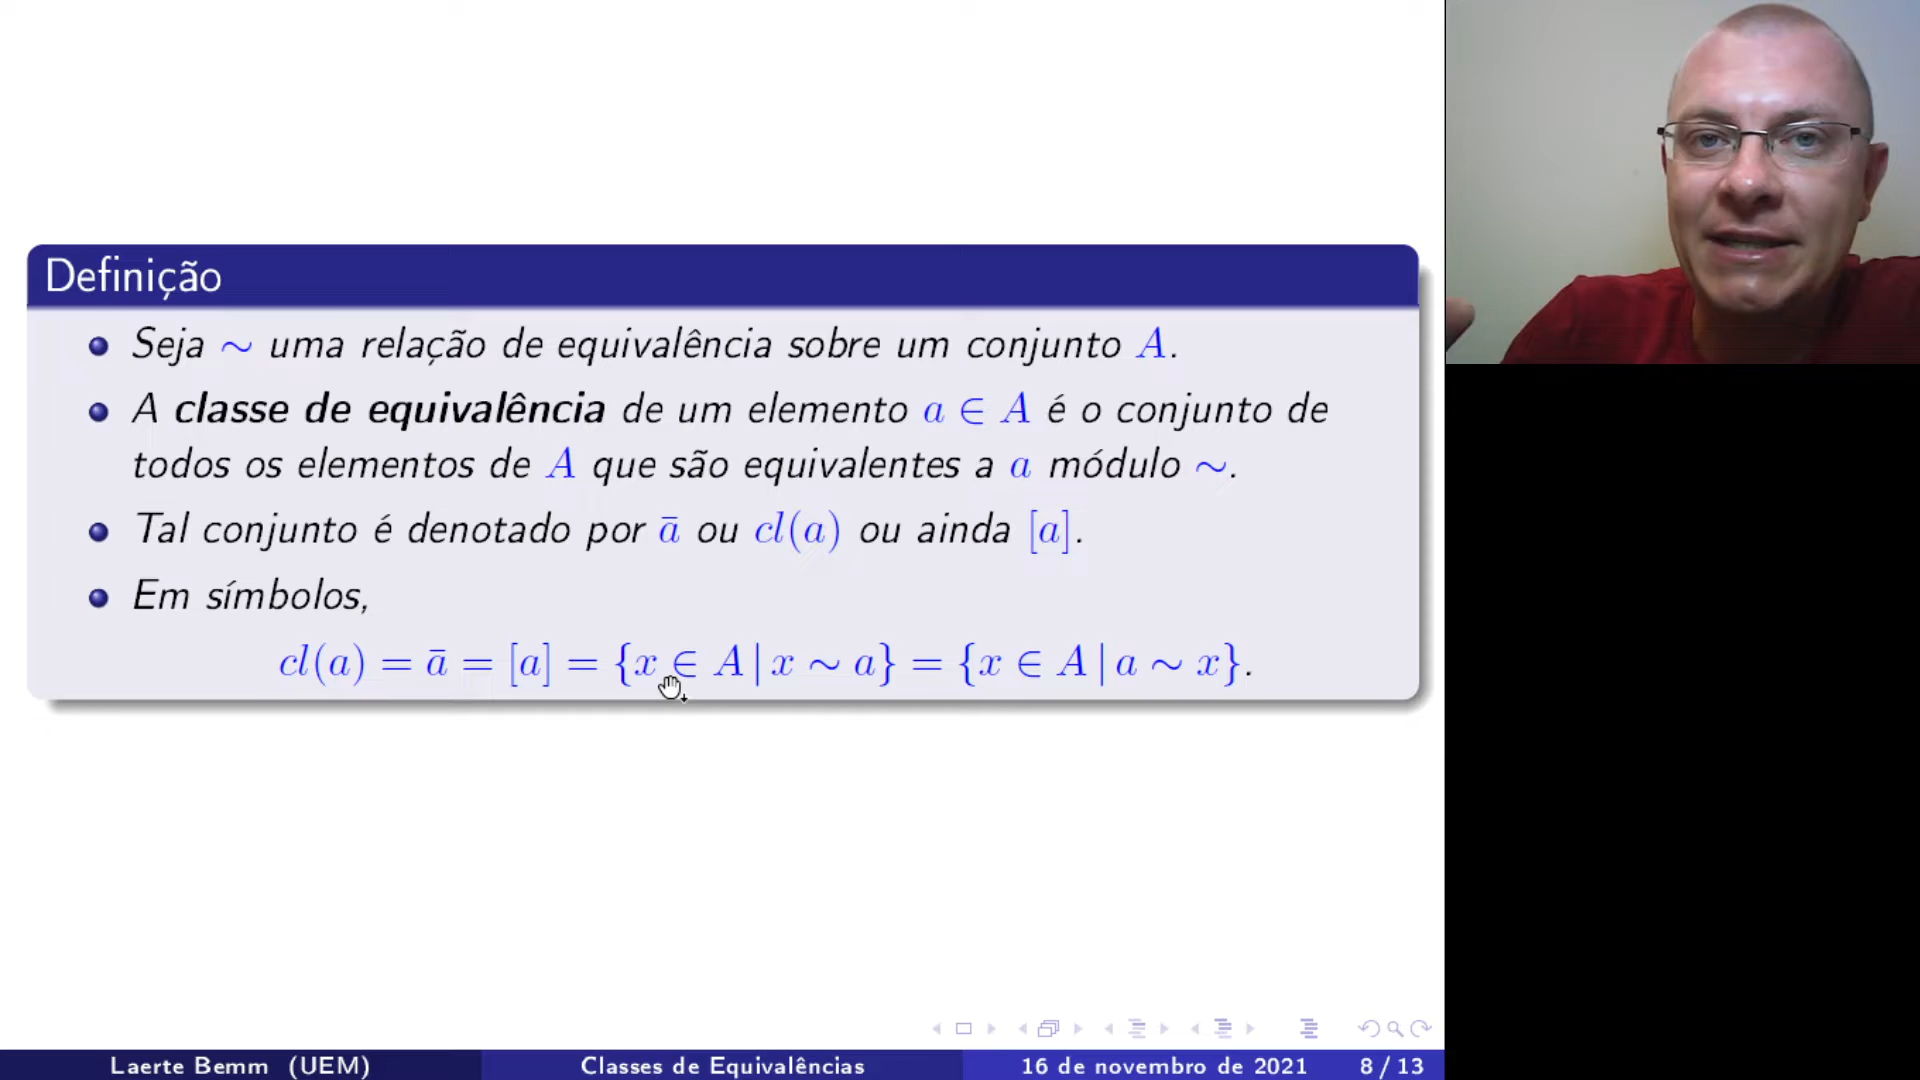 Definição
Seja ∼ uma relação de equivalência sobre um conjunto A.
A classe de equivalência de um elemento a ∈ A é o conjunto de
todos os elementos de A que são equivalentes a a módulo ∼.
Tal conjunto é denotado por ā ou cl(a) ou ainda [a].
Em símbolos,
cl(a) = ā = [a] = {x ∈ A | x ∼ a} = {x ∈ A | a ∼ x}.
Laerte Bemm (UEM) Classes de Equivalências 16 de novembro de 2021 8 / 13